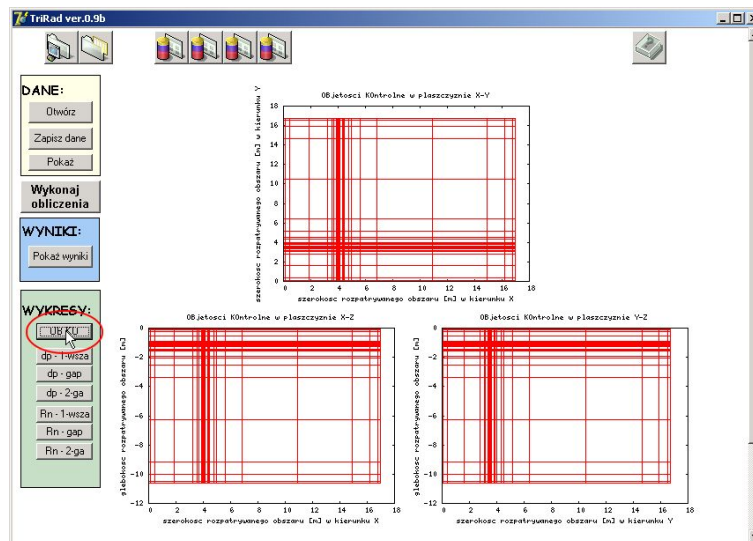 TriRad ver.0.9b
DANE:
Otwórz
Zapisz dane
Pokaż
Wykonaj
obliczenia
WYNIKI:
Pokaż wyniki
WYKRESY:
OBKO
dp - 1-wsza
dp - gap
dp - 2-ga
Rn - 1-wsza
Rn - gap
Rn - 2-ga
OBjetosci KOntrolne w plaszczyznie X-Y
szerokosc rozpatrywanego obszaru [m] w kierunku Y
18
16
14
12
10
8
6
4
2
0
0 2 4 6 8 10 12 14 16 18
szerokosc rozpatrywanego obszaru [m] w kierunku X
OBjetosci KOntrolne w plaszczyznie X-Z
glebokosc rozpatrywanego obszaru [m]
0
-2
-4
-6
-8
-10
-12
0 2 4 6 8 10 12 14 16 18
szerokosc rozpatrywanego obszaru [m] w kierunku X
OBjetosci KOntrolne w plaszczyznie Y-Z
glebokosc rozpatrywanego obszaru [m]
0
-2
-4
-6
-8
-10
-12
0 2 4 6 8 10 12 14 16 18
szerokosc rozpatrywanego obszaru [m] w kierunku Y